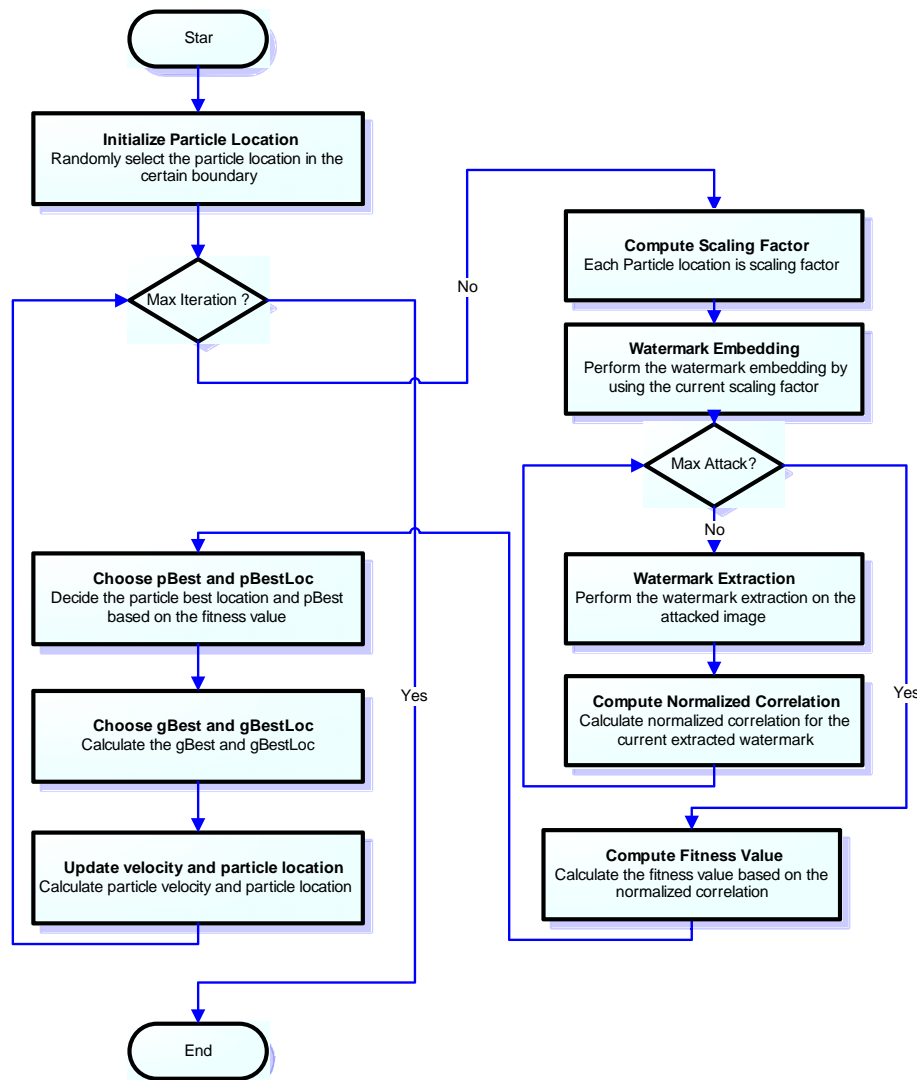 Star
Initialize Particle Location
Randomly select the particle location in the
certain boundary
Max Iteration ?
No
Yes
Compute Scaling Factor
Each Particle location is scaling factor
Watermark Embedding
Perform the watermark embedding by
using the current scaling factor
Max Attack?
No
Yes
Watermark Extraction
Perform the watermark extraction on the
attacked image
Compute Normalized Correlation
Calculate normalized correlation for the
current extracted watermark
Compute Fitness Value
Calculate the fitness value based on the
normalized correlation
Choose pBest and pBestLoc
Decide the particle best location and pBest
based on the fitness value
Choose gBest and gBestLoc
Calculate the gBest and gBestLoc
Update velocity and particle location
Calculate particle velocity and particle location
End